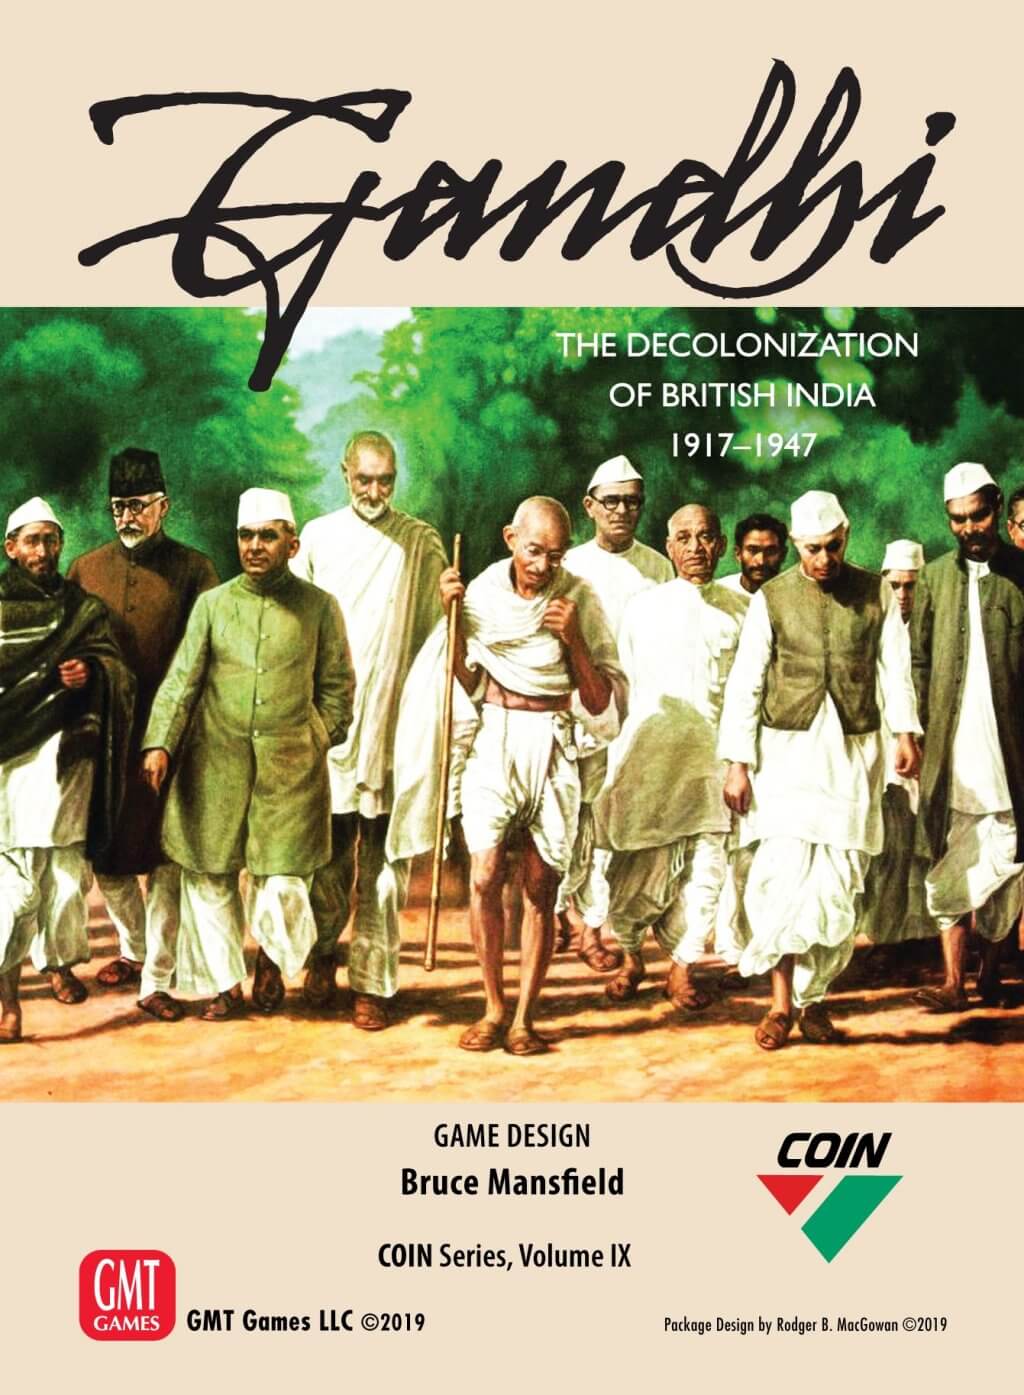 Gandhi
THE DECOLONIZATION
OF BRITISH INDIA
1917–1947
GAME DESIGN
Bruce Mansfield
COIN
COIN Series, Volume IX
GMT
GAMES
GMT Games LLC ©2019
Package Design by Rodger B. MacGowan ©2019